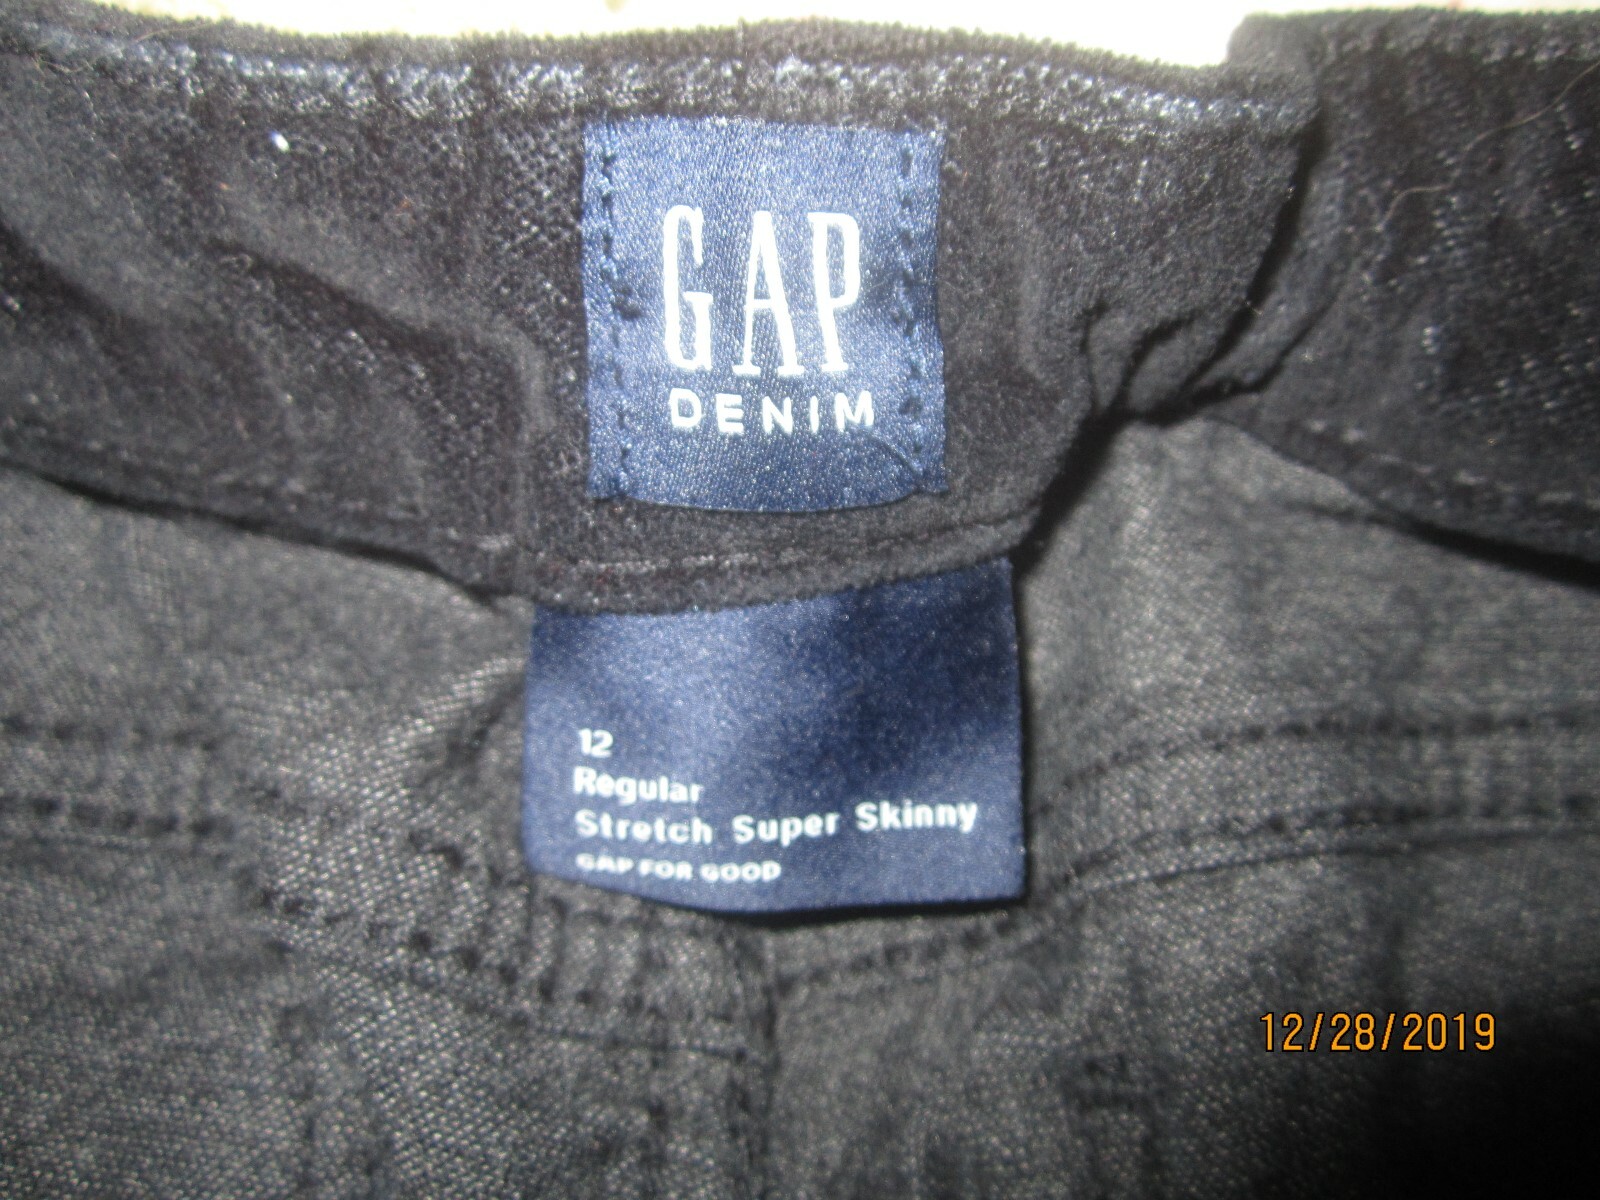 GAP
DENIM
12
Regular
Stretch Super Skinny
GAP FOR GOOD
12/28/2019